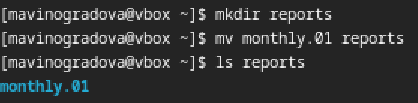 [mavinogradova@vbox ~]$ mkdir reports
[mavinogradova@vbox ~]$ mv monthly.01 reports
[mavinogradova@vbox ~]$ ls reports
monthly.01